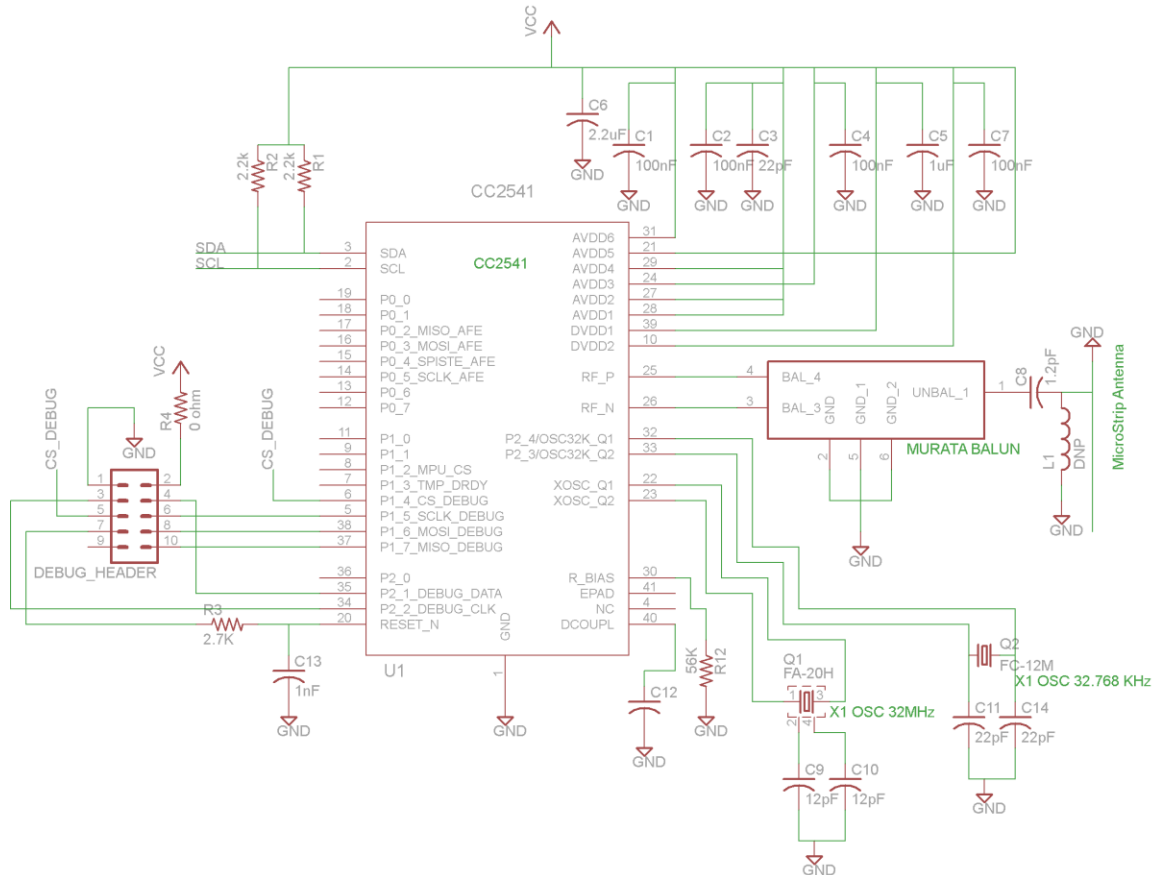 VCC
C6
2.2uF
GND
C1
100nF
GND
C2
100nF
GND
C3
22pF
GND
C4
100nF
GND
C5
1uF
GND
C7
100nF
GND
2.2k
R2
2.2k
R1
CC2541
CC2541
SDA
SCL
3 SDA
2 SCL
19 P0_0
18 P0_1
17 P0_2_MISO_AFE
16 P0_3_MOSI_AFE
15 P0_4_SPISTE_AFE
14 P0_5_SCLK_AFE
13 P0_6
12 P0_7
11 P1_0
9 P1_1
8 P1_2_MPU_CS
7 P1_3_TMP_DRDY
6 P1_4_CS_DEBUG
5 P1_5_SCLK_DEBUG
38 P1_6_MOSI_DEBUG
37 P1_7_MISO_DEBUG
36 P2_0
35 P2_1_DEBUG_DATA
34 P2_2_DEBUG_CLK
20 RESET_N
AVDD6 31
AVDD5 21
AVDD4 29
AVDD3 24
AVDD2 27
AVDD1 28
DVDD1 39
DVDD2 10
RF_P 25
RF_N 26
P2_4/OSC32K_Q1 32
P2_3/OSC32K_Q2 33
XOSC_Q1 22
XOSC_Q2 23
R_BIAS 30
EPAD 41
NC 4
DCOUPL 40
GND
1
U1
GND
VCC
R4
0 ohm
CS_DEBUG
GND
CS_DEBUG
1 2
3 4
5 6
7 8
9 10
DEBUG_HEADER
R3
2.7K
C13
1nF
GND
4 BAL_4
3 BAL_3
GND
GND_1
GND_2
UNBAL_1 1
2 5 6
MURATA BALUN
GND
C8
1.2pF
GND
L1
DNP
GND
MicroStrip Antenna
C12
GND
56K
R12
GND
Q1
FA-20H
1 3
2 4
X1 OSC 32MHz
C9
12pF
C10
12pF
GND
Q2
FC-12M
X1 OSC 32.768 KHz
C11
22pF
C14
22pF
GND